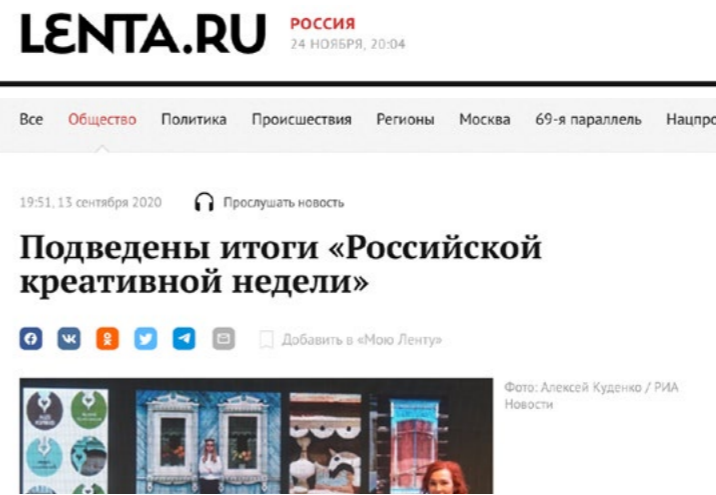 LENTA.RU
РОССИЯ
24 НОЯБРЯ, 20:04
Все Общество Политика Происшествия Регионы Москва 69-я параллель Нацпро
19:51, 13 сентября 2020 Прослушать новость
Подведены итоги «Российской
креативной недели»
Добавить в «Мою Ленту»
Фото: Алексей Куденко / РИА
Новости